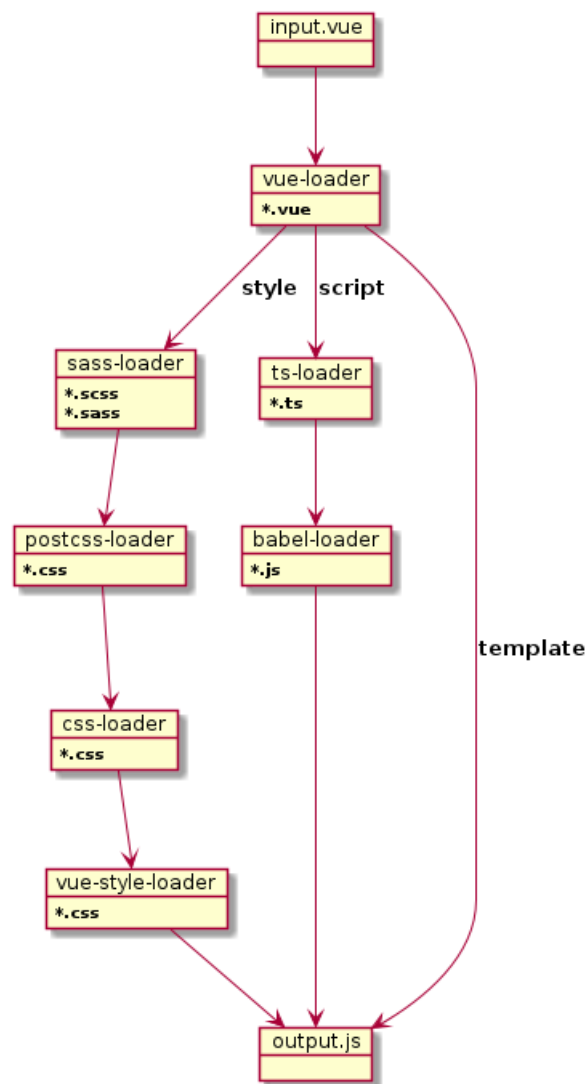 input.vue
vue-loader
*.vue
style
script
sass-loader
*.scss
*.sass
ts-loader
*.ts
postcss-loader
*.css
babel-loader
*.js
template
css-loader
*.css
vue-style-loader
*.css
output.js